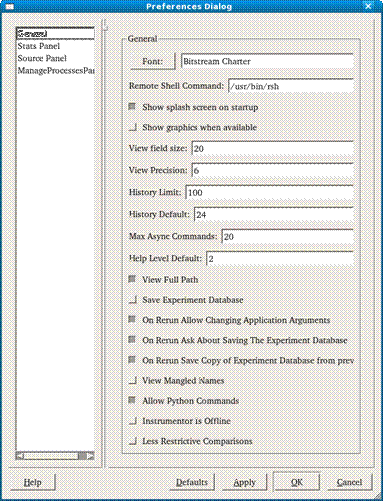 Preferences Dialog
General
Stats Panel
Source Panel
ManageProcessesPan
General
Font:
Bitstream Charter
Remote Shell Command: /usr/bin/rsh
Show splash screen on startup
Show graphics when available
View field size: 20
View Precision: 6
History Limit: 100
History Default: 24
Max Async Commands: 20
Help Level Default: 2
View Full Path
Save Experiment Database
On Rerun Allow Changing Application Arguments
On Rerun Ask About Saving The Experiment Database
On Rerun Save Copy of Experiment Database from prev
View Mangled Names
Allow Python Commands
Instrumentor is Offline
Less Restrictive Comparisons
Help
Defaults
Apply
OK
Cancel